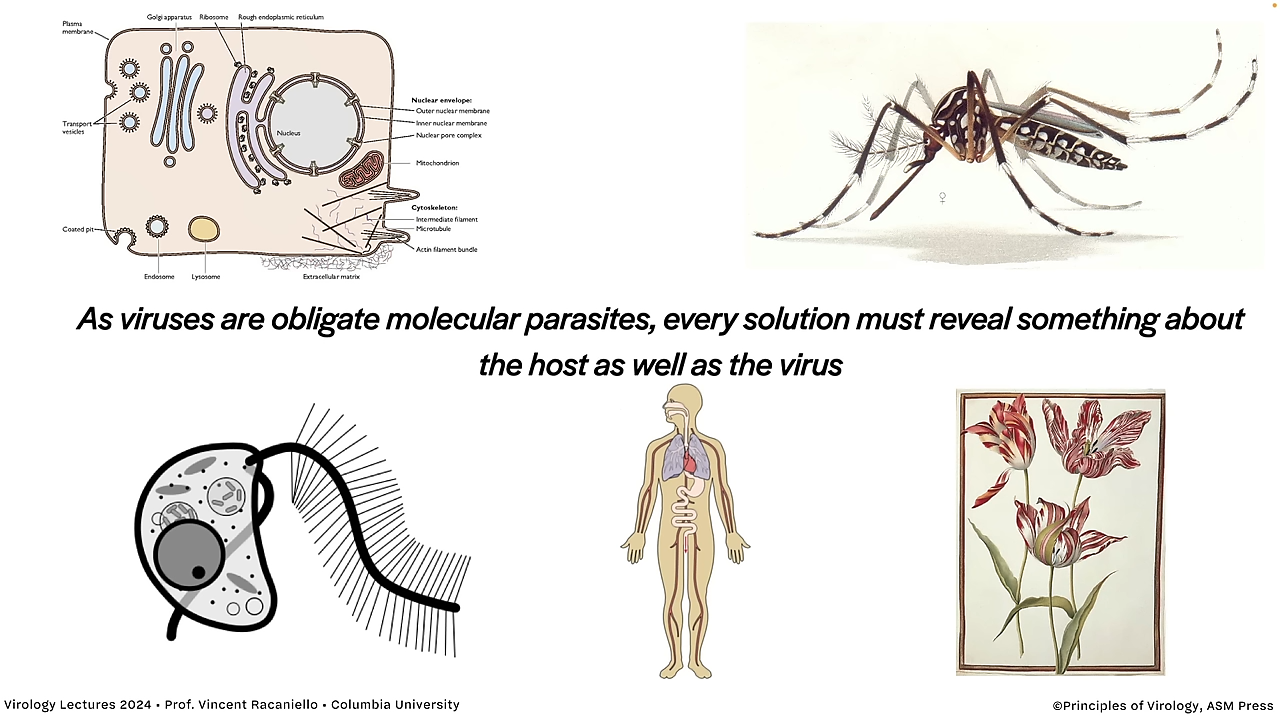 Golgi apparatus
Ribosome
Rough endoplasmic reticulum
Plasma
membrane
Transport
vesicles
Nucleus
Nuclear envelope:
Outer nuclear membrane
Inner nuclear membrane
Nuclear pore complex
Mitochondrion
Cytoskeleton:
Intermediate filament
Microtubule
Actin filament bundle
Coated pit
Endosome
Lysosome
Extracellular matrix
♀
As viruses are obligate molecular parasites, every solution must reveal something about
the host as well as the virus
Virology Lectures 2024 • Prof. Vincent Racaniello • Columbia University
©Principles of Virology, ASM Press